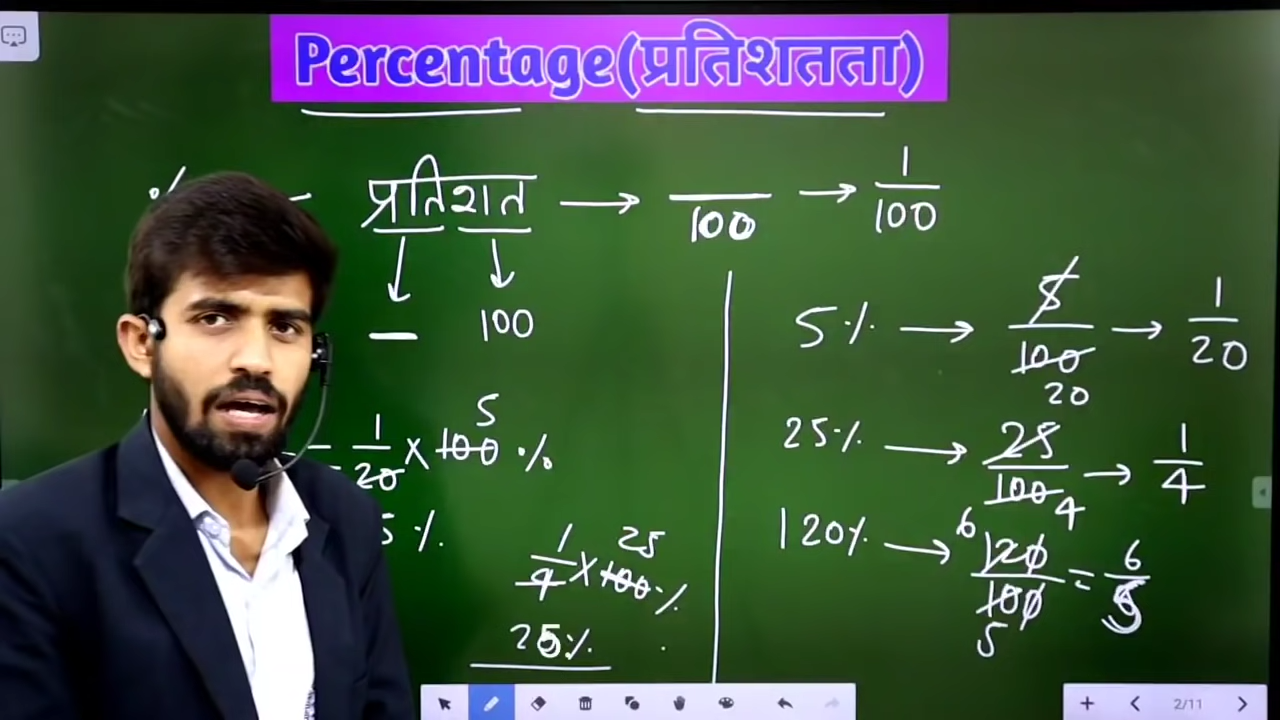 Percentage(प्रतिशतता)
% प्रतिशत → /100 → 1/100
100
5% → 5/100 20 → 1/20
= 1/20 × 100 5 %
5%
25% → 25/100 4 → 1/4
1/4 × 100 25 %
25%
120% → 6 120/100 5 = 6/5
2/11